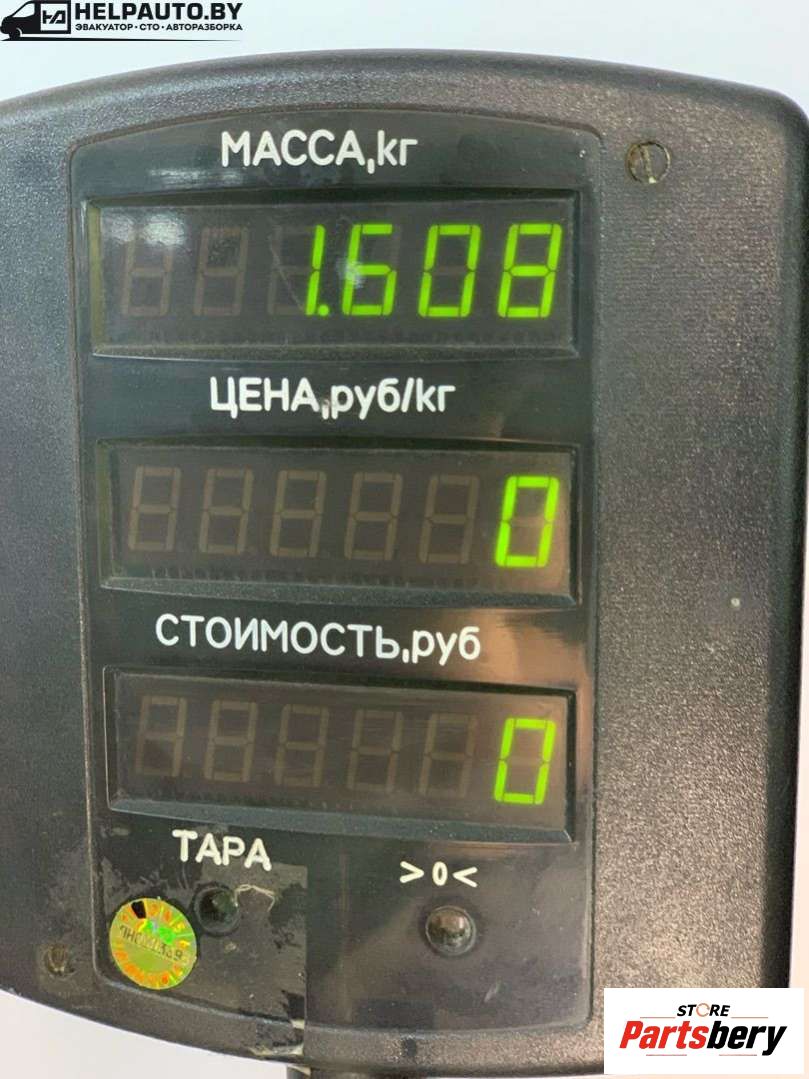 HELPAUTO.BY
ЭВАКУАТОР • СТО • АВТОРАЗБОРКА
МАССА,кг
1.608
ЦЕНА,руб/кг
0
СТОИМОСТЬ,руб
0
ТАРА
>0<
STORE
Partsbery